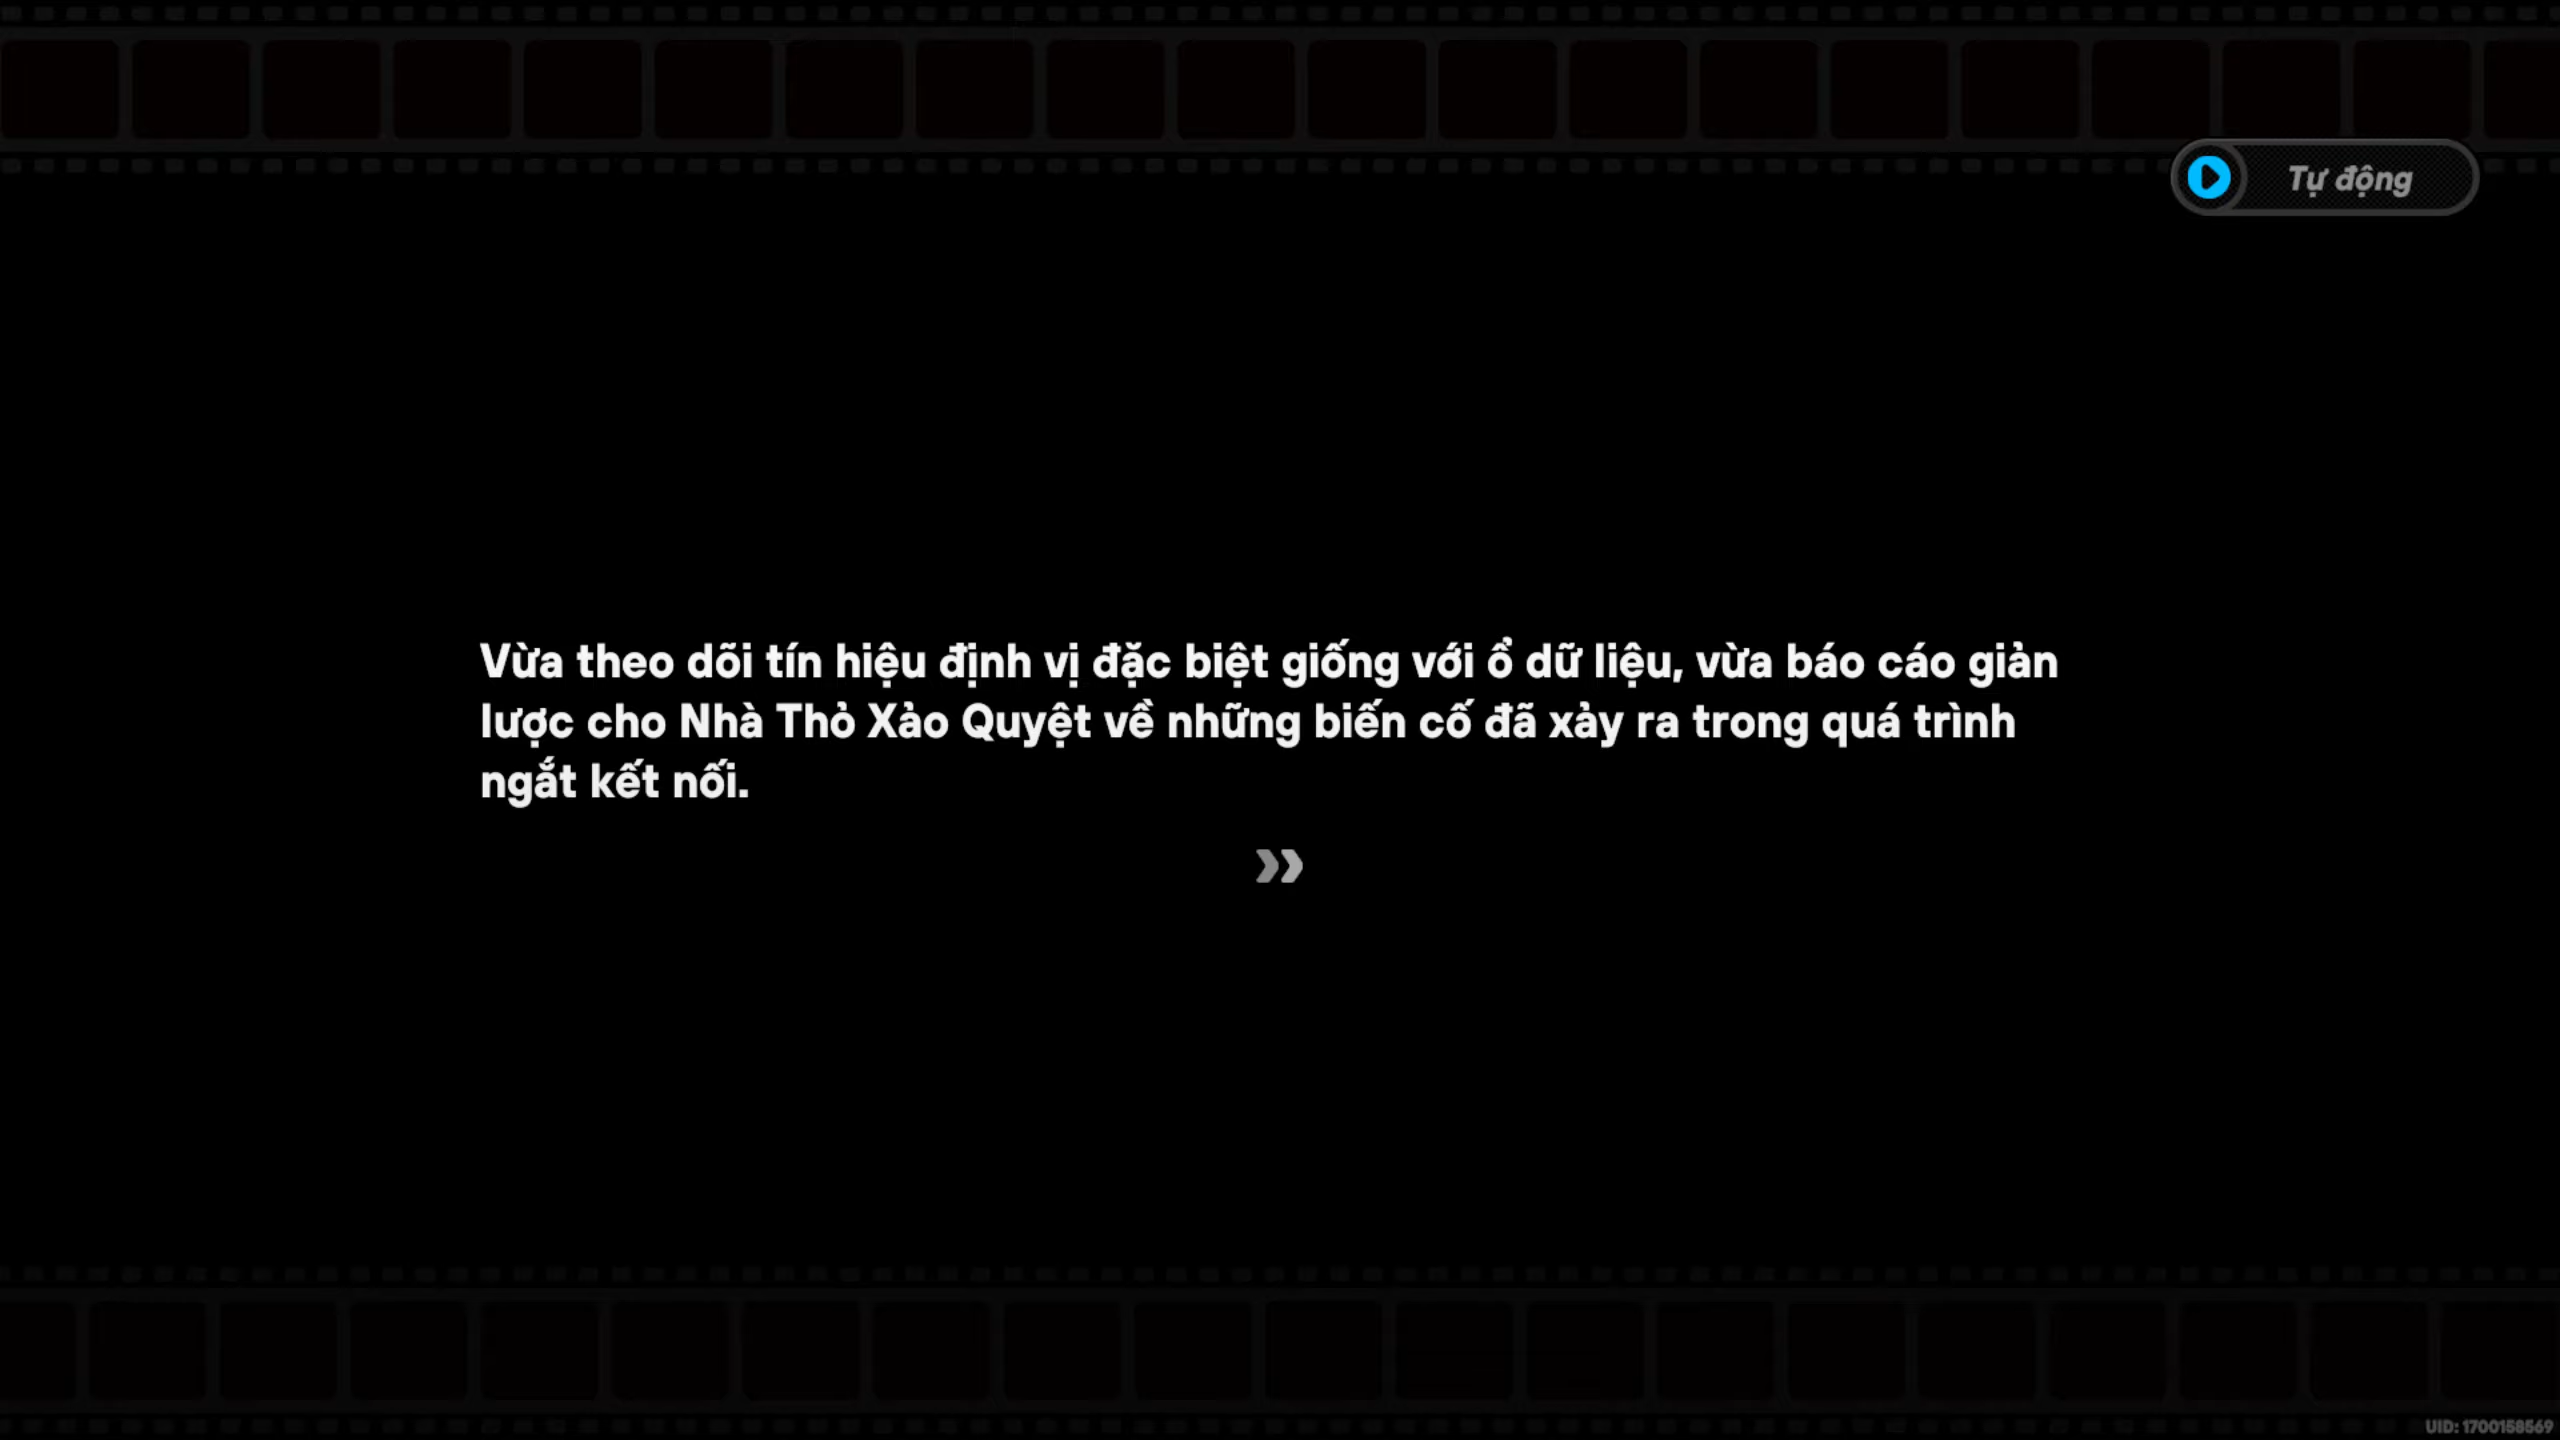 Tự động
Vừa theo dõi tín hiệu định vị đặc biệt giống với ổ dữ liệu, vừa báo cáo giản
lược cho Nhà Thỏ Xảo Quyệt về những biến cố đã xảy ra trong quá trình
ngắt kết nối.
UID: 1700158569